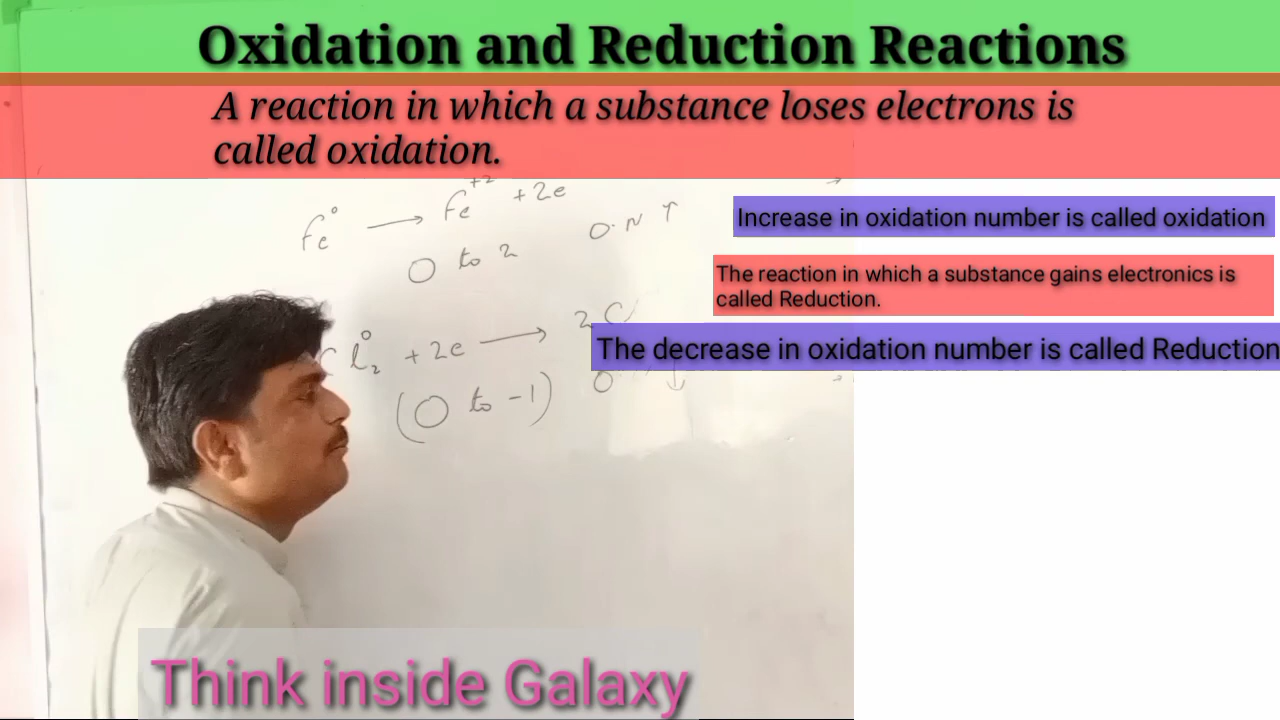 Oxidation and Reduction Reactions
A reaction in which a substance loses electrons is
called oxidation.
Fe⁰ → Fe⁺² + 2e
0 to 2 O.N ↑
Increase in oxidation number is called oxidation
The reaction in which a substance gains electronics is
called Reduction.
Cl₂⁰ + 2e → 2 Cl
The decrease in oxidation number is called Reduction
(0 to -1)
Think inside Galaxy